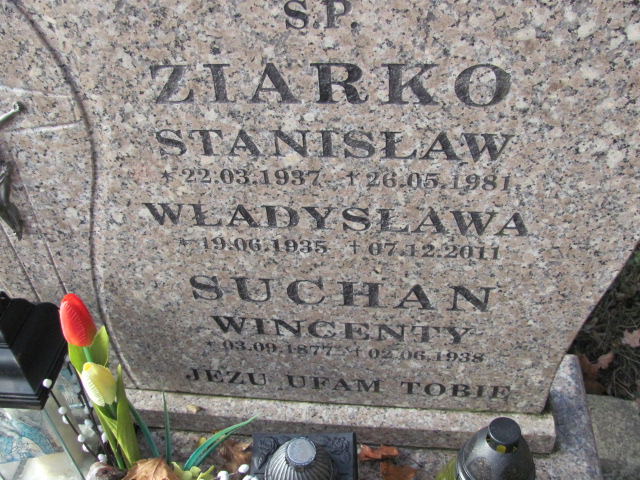 Ś.P.
ZIARKO
STANISŁAW
* 22.03.1937 † 26.05.1981
WŁADYSŁAWA
* 19.06.1935 † 07.12.2011
SUCHAN
WINCENTY
* 03.09.1877 † 02.06.1938
JEZU UFAM TOBIE